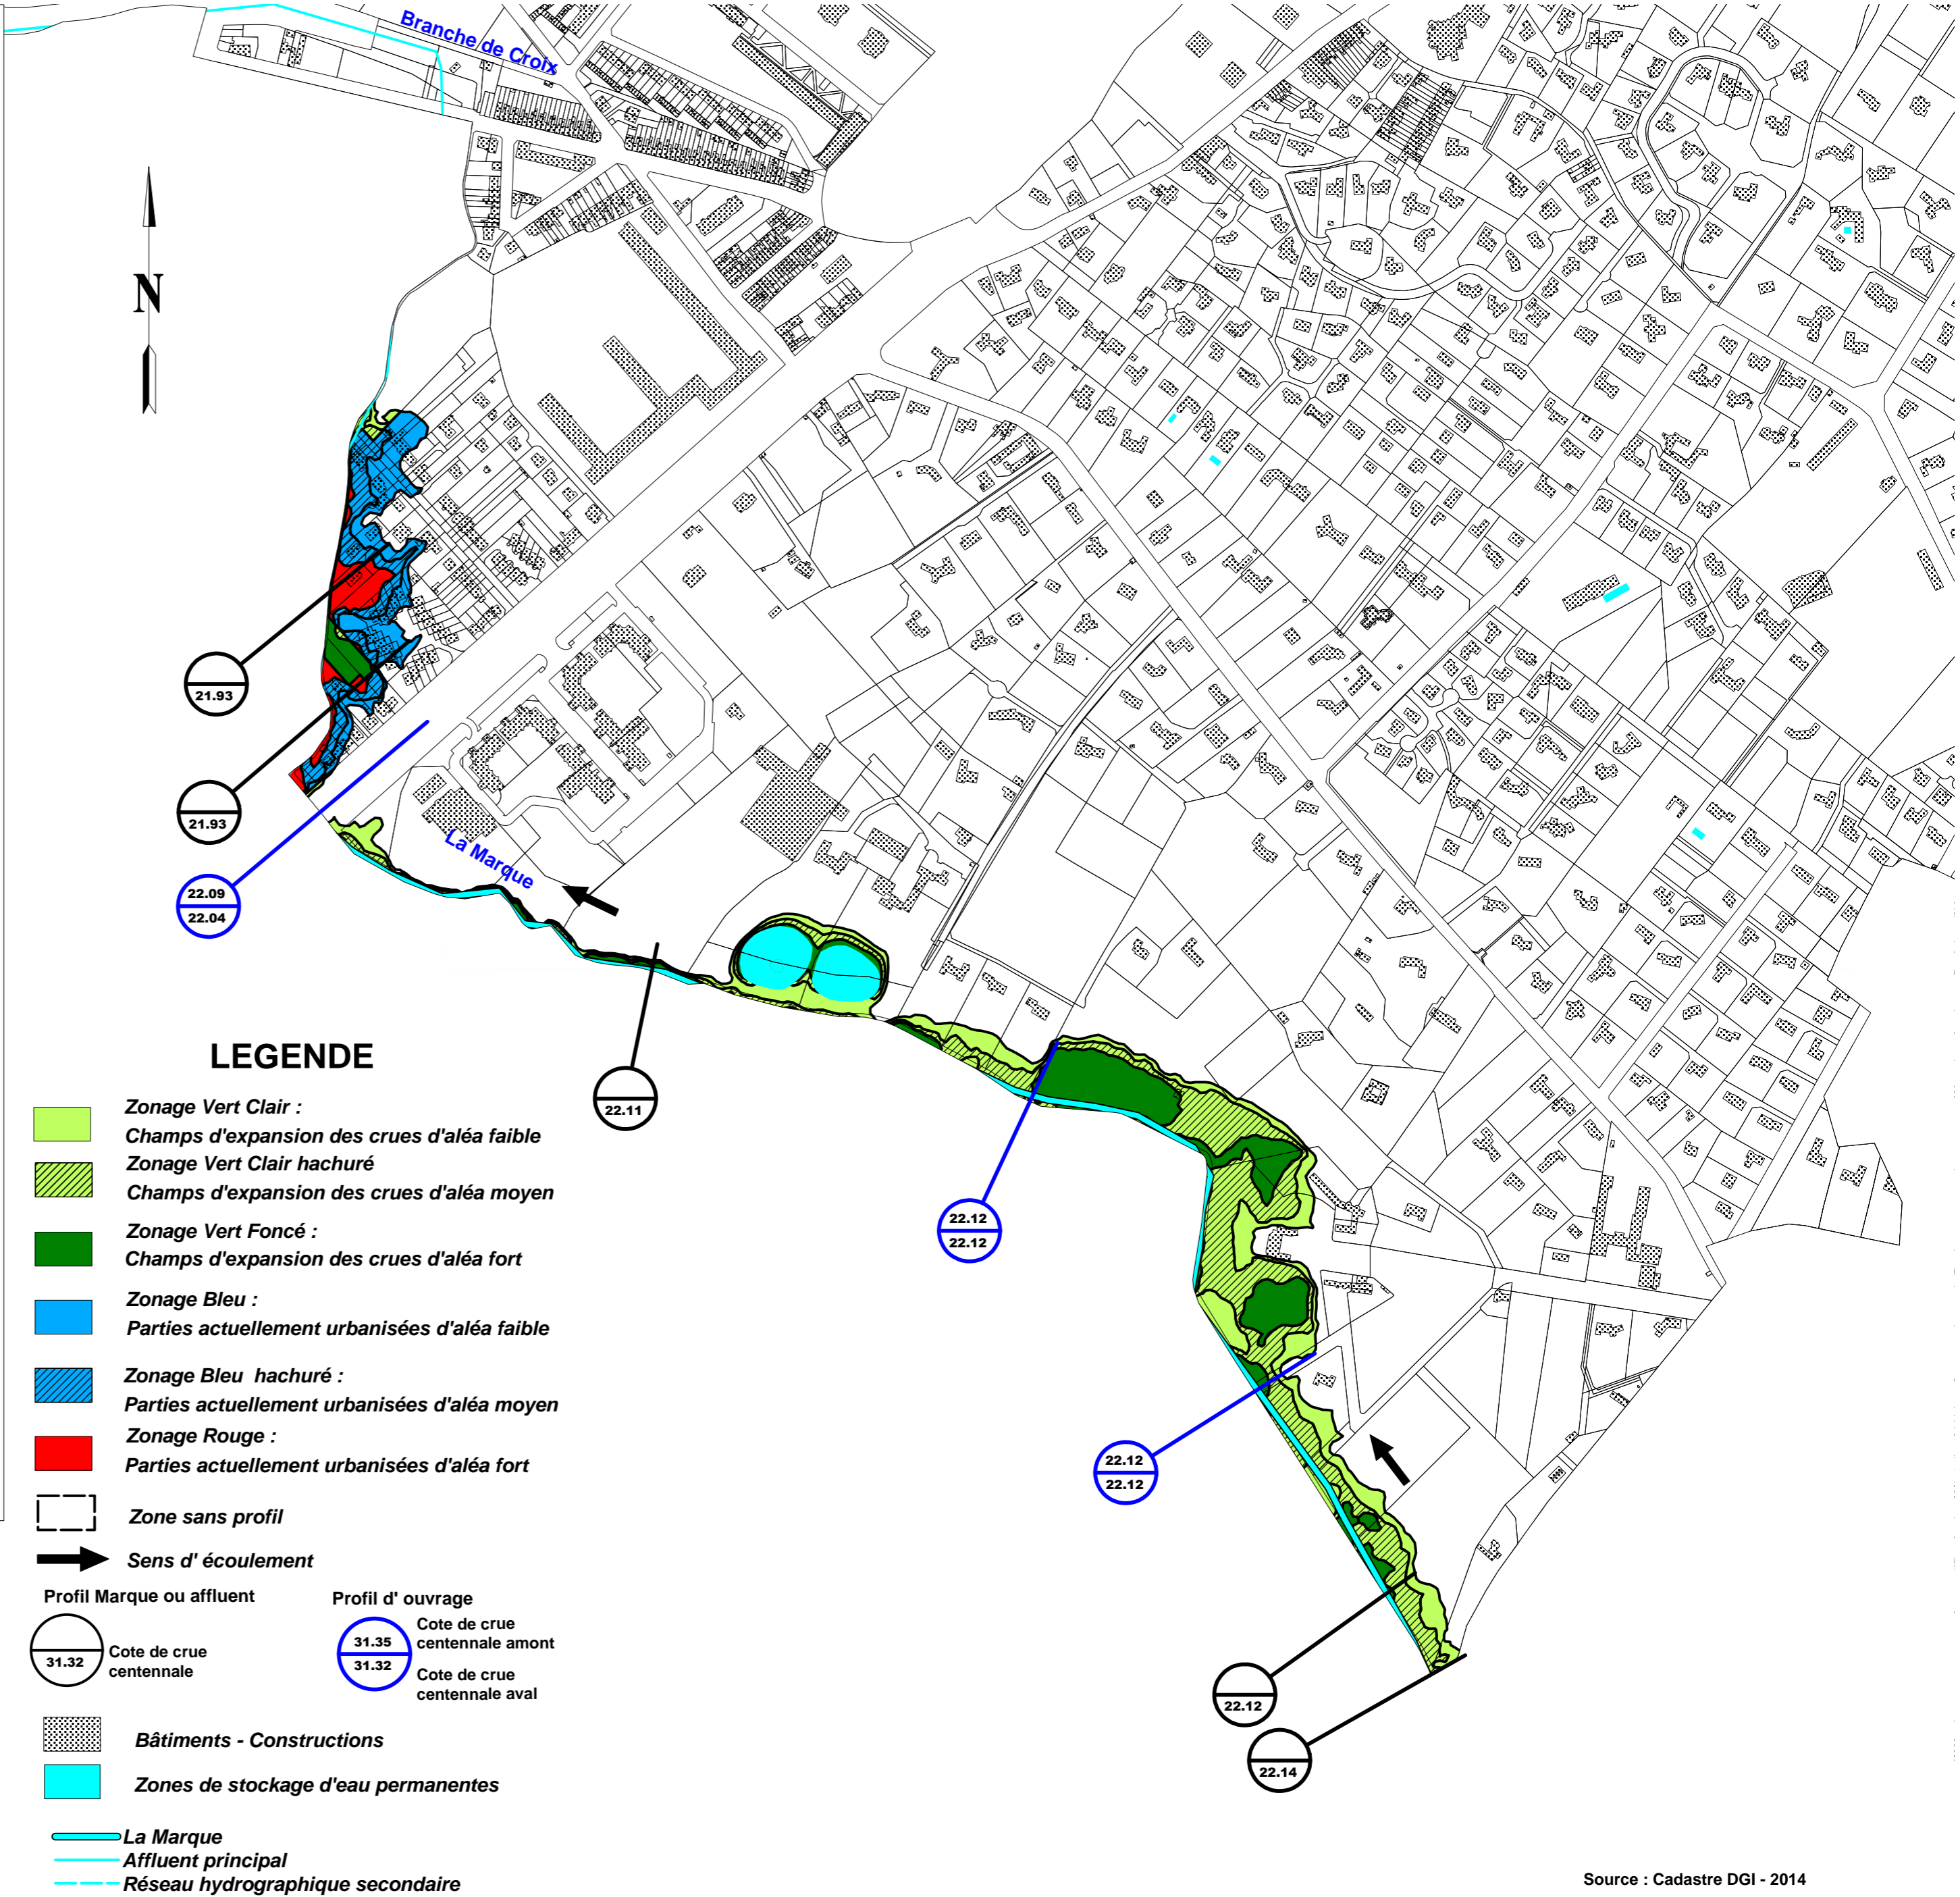 Branche de Croix
N
21.93
21.93
22.09
22.04
La Marque
22.11
22.12
22.12
22.12
22.12
22.12
22.14
LEGENDE
Zonage Vert Clair :
Champs d'expansion des crues d'aléa faible
Zonage Vert Clair hachuré
Champs d'expansion des crues d'aléa moyen
Zonage Vert Foncé :
Champs d'expansion des crues d'aléa fort
Zonage Bleu :
Parties actuellement urbanisées d'aléa faible
Zonage Bleu hachuré :
Parties actuellement urbanisées d'aléa moyen
Zonage Rouge :
Parties actuellement urbanisées d'aléa fort
Zone sans profil
Sens d' écoulement
Profil Marque ou affluent
31.32
Cote de crue
centennale
Profil d' ouvrage
31.35
31.32
Cote de crue
centennale amont
Cote de crue
centennale aval
Bâtiments - Constructions
Zones de stockage d'eau permanentes
La Marque
Affluent principal
Réseau hydrographique secondaire
Source : Cadastre DGI - 2014